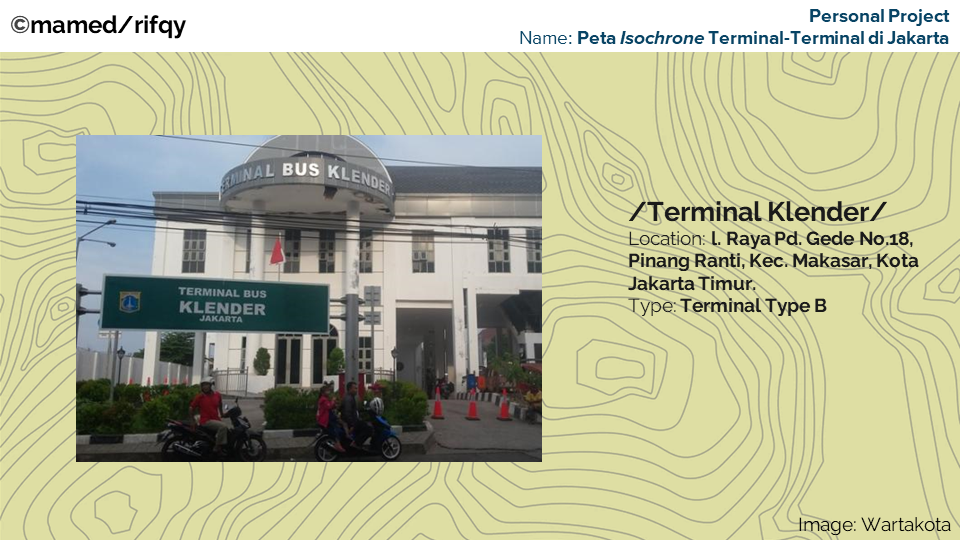 ©mamed/rifqy
Personal Project
Name: Peta Isochrone Terminal-Terminal di Jakarta
TERMINAL BUS KLENDER
TERMINAL BUS
KLENDER
JAKARTA
/Terminal Klender/
Location: l. Raya Pd. Gede No.18,
Pinang Ranti, Kec. Makasar, Kota
Jakarta Timur.
Type: Terminal Type B
Image: Wartakota